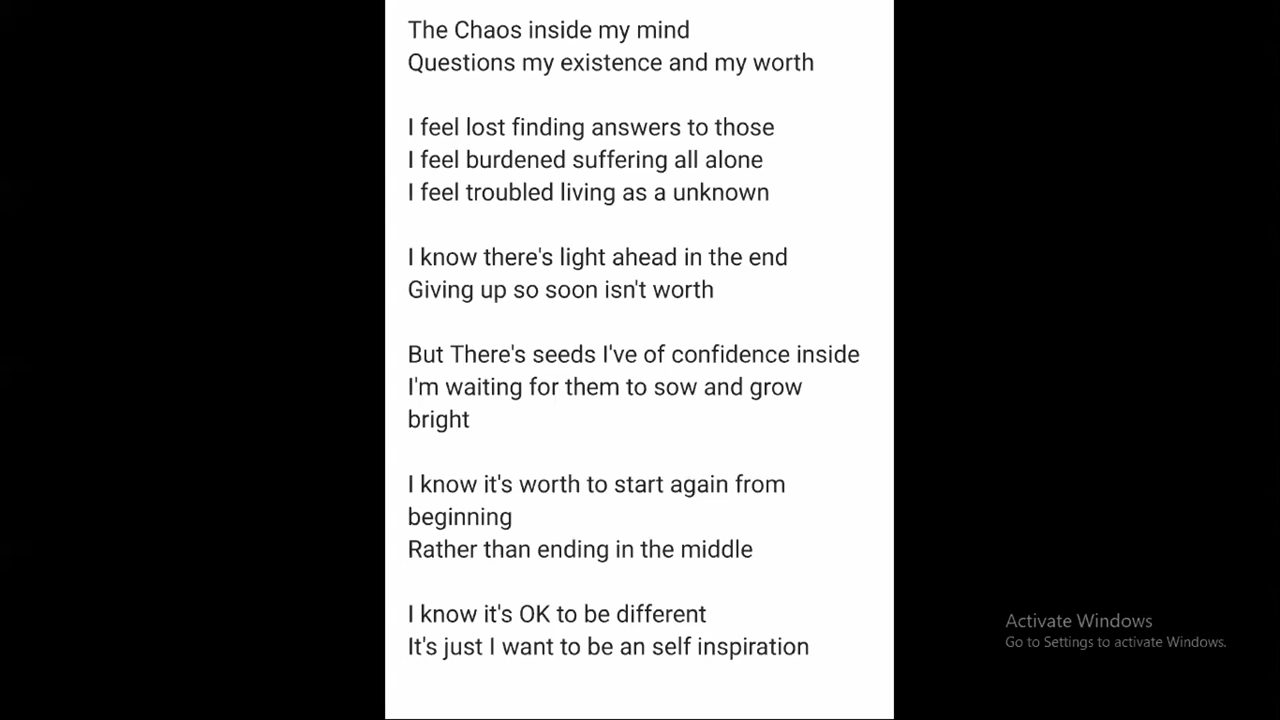 The Chaos inside my mind
Questions my existence and my worth
I feel lost finding answers to those
I feel burdened suffering all alone
I feel troubled living as a unknown
I know there's light ahead in the end
Giving up so soon isn't worth
But There's seeds I've of confidence inside
I'm waiting for them to sow and grow
bright
I know it's worth to start again from
beginning
Rather than ending in the middle
I know it's OK to be different
It's just I want to be an self inspiration
Activate Windows
Go to Settings to activate Windows.